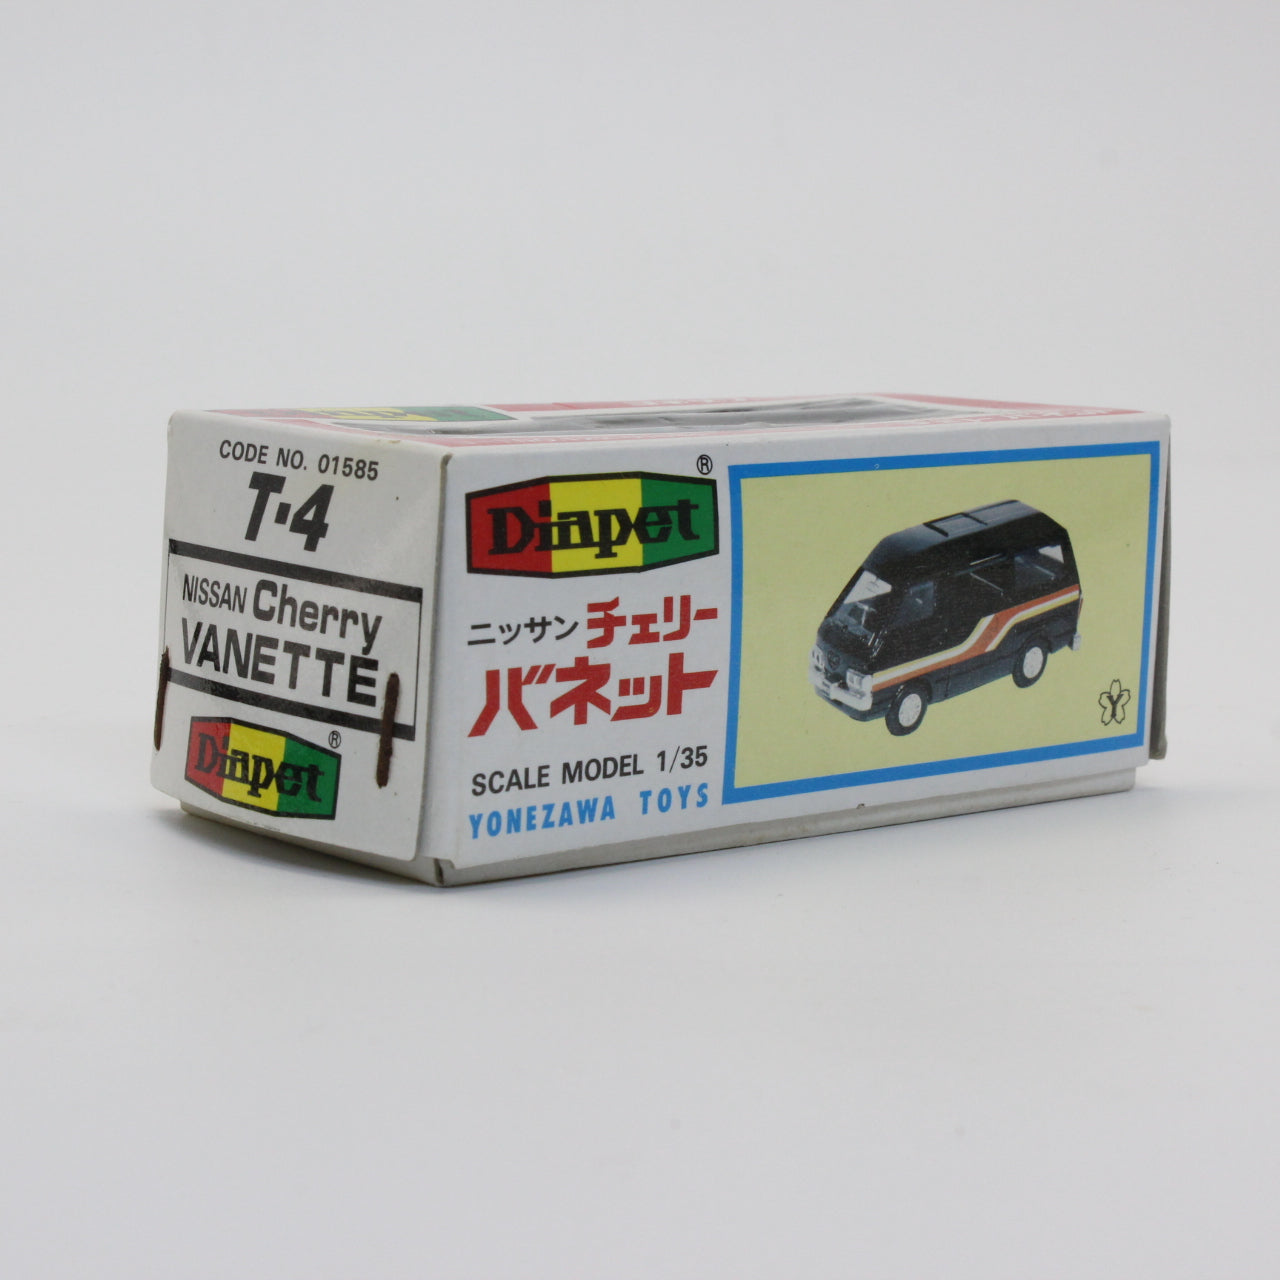 CODE NO. 01585
T・4
NISSAN Cherry
VANETTE
Diapet ®
Diapet ®
ニッサン チェリー
バネット
SCALE MODEL 1/35
YONEZAWA TOYS
Y